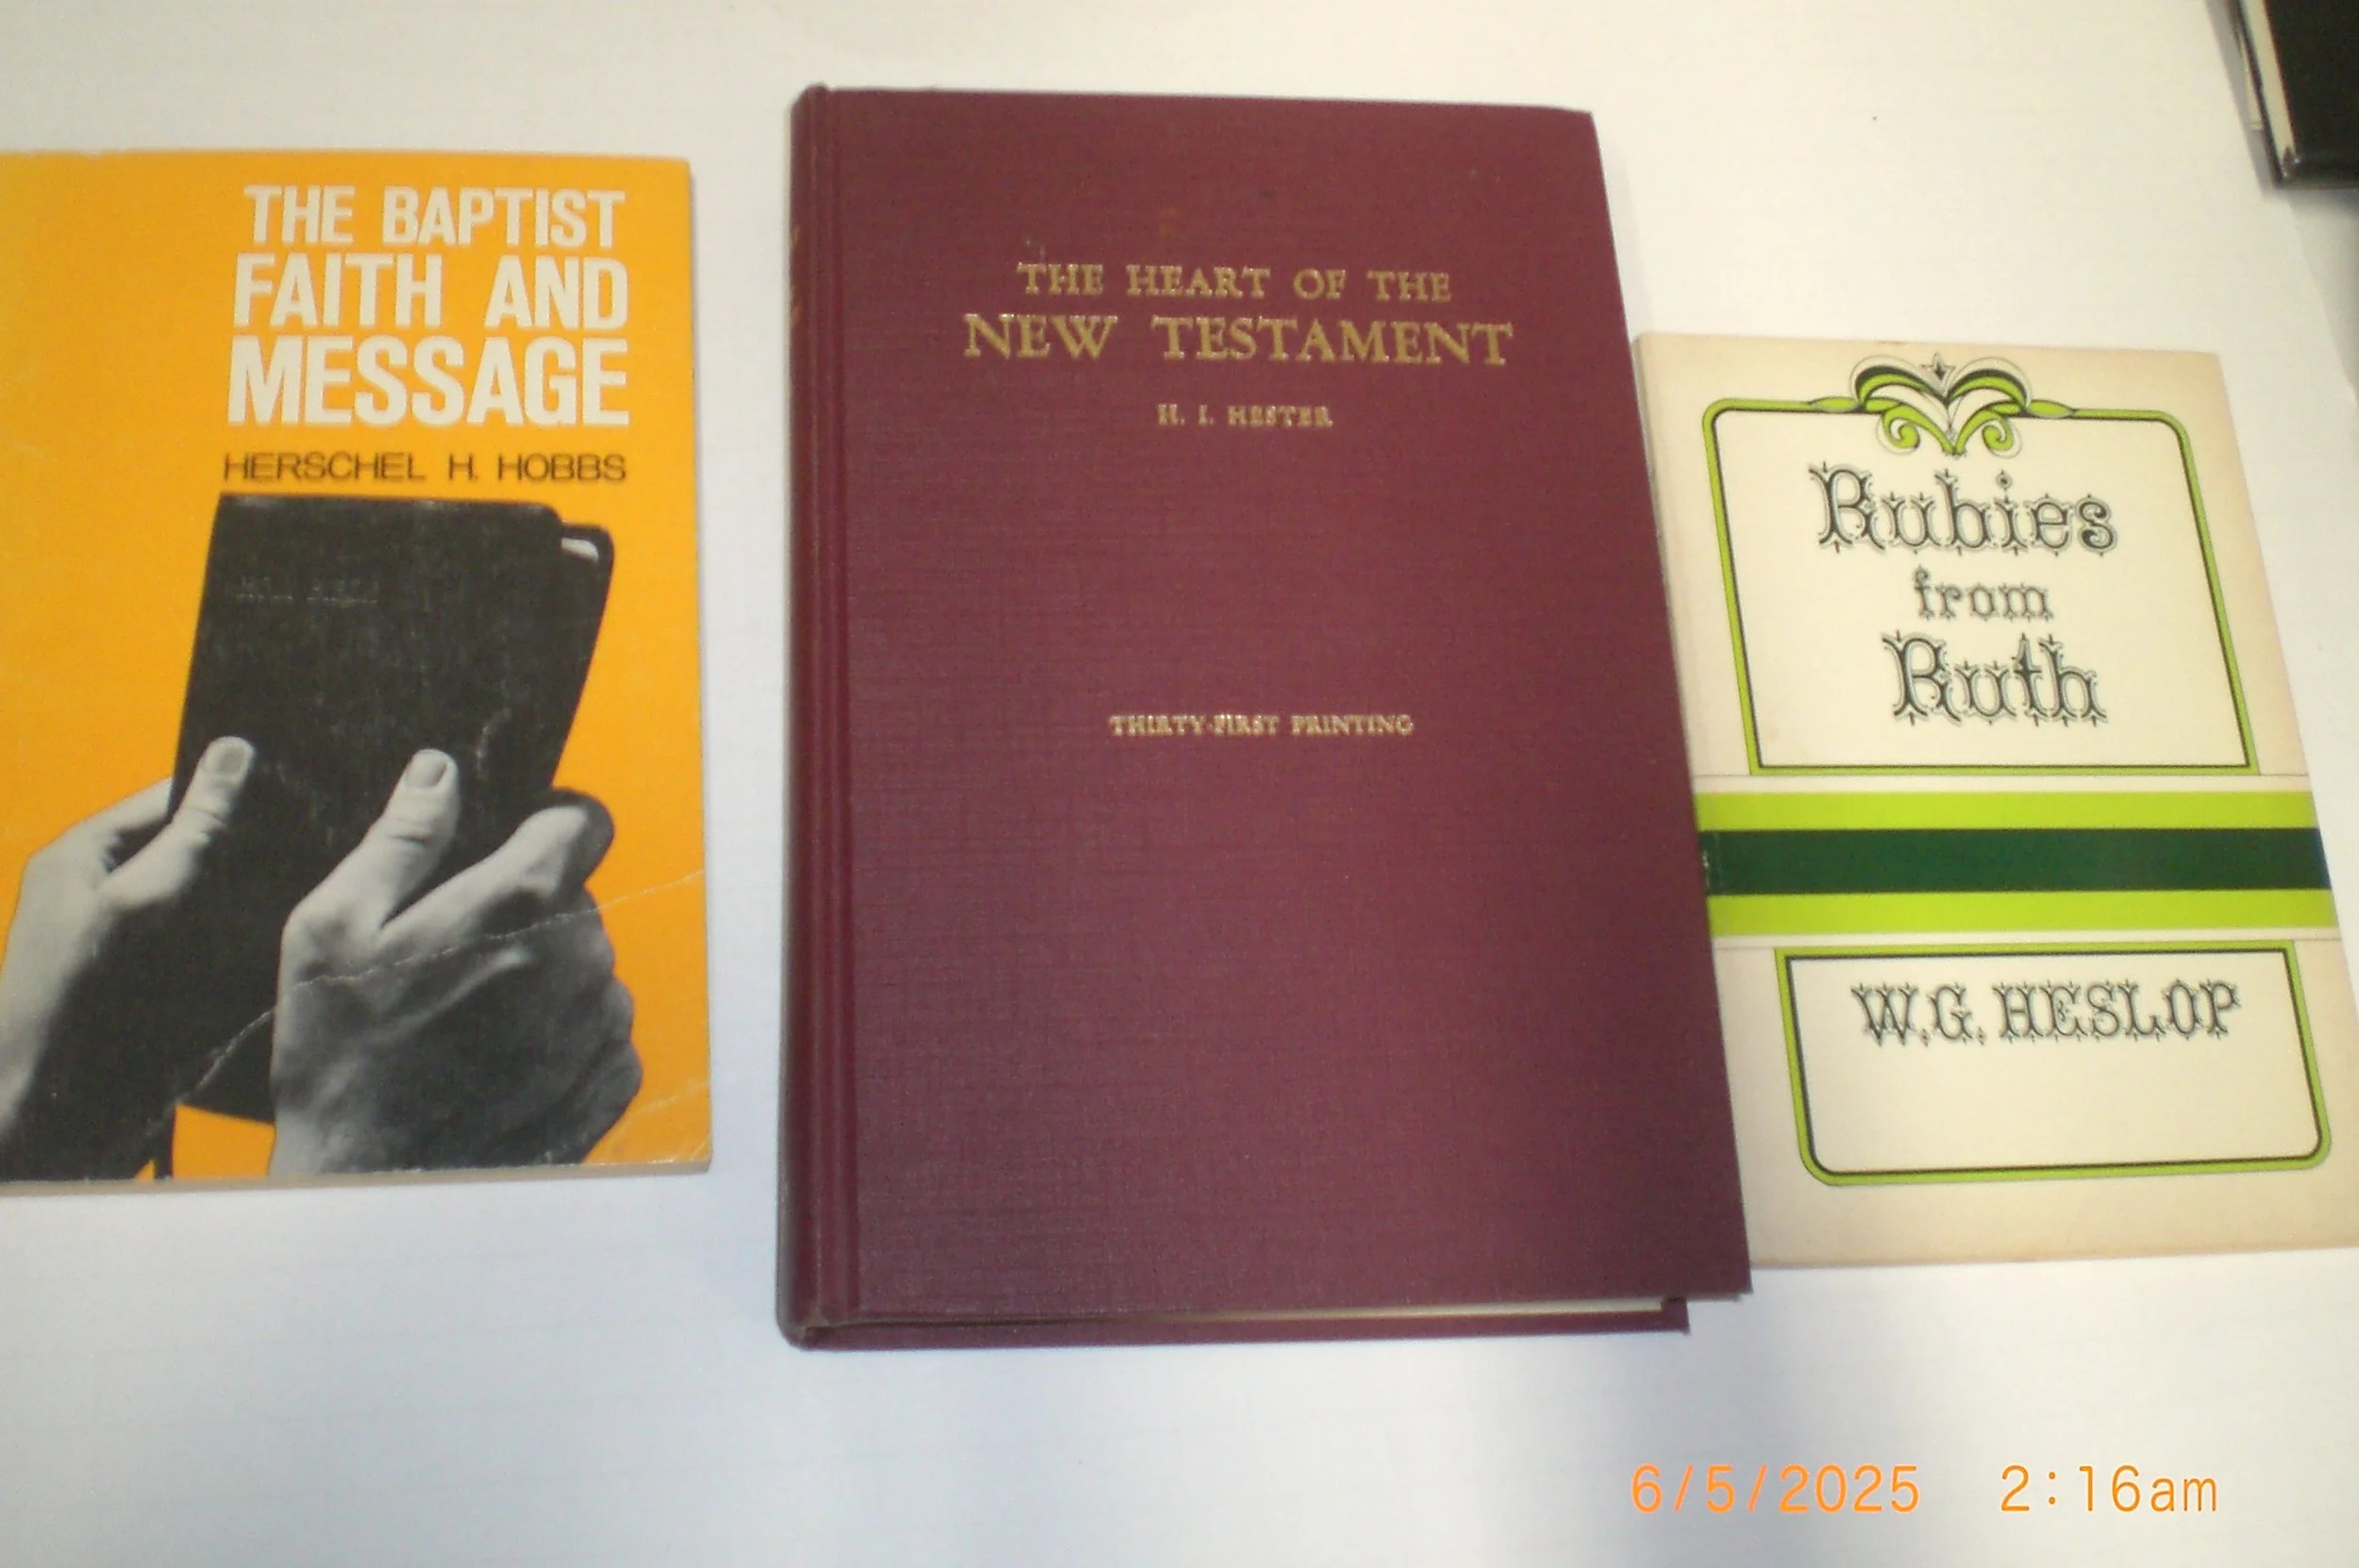 THE BAPTIST
FAITH AND
MESSAGE
HERSCHEL H. HOBBS
THE HEART OF THE
NEW TESTAMENT
H. I. HESTER
THIRTY-FIRST PRINTING
Rubies
from
Ruth
W.G. HESLOP
6/5/2025 2:16am